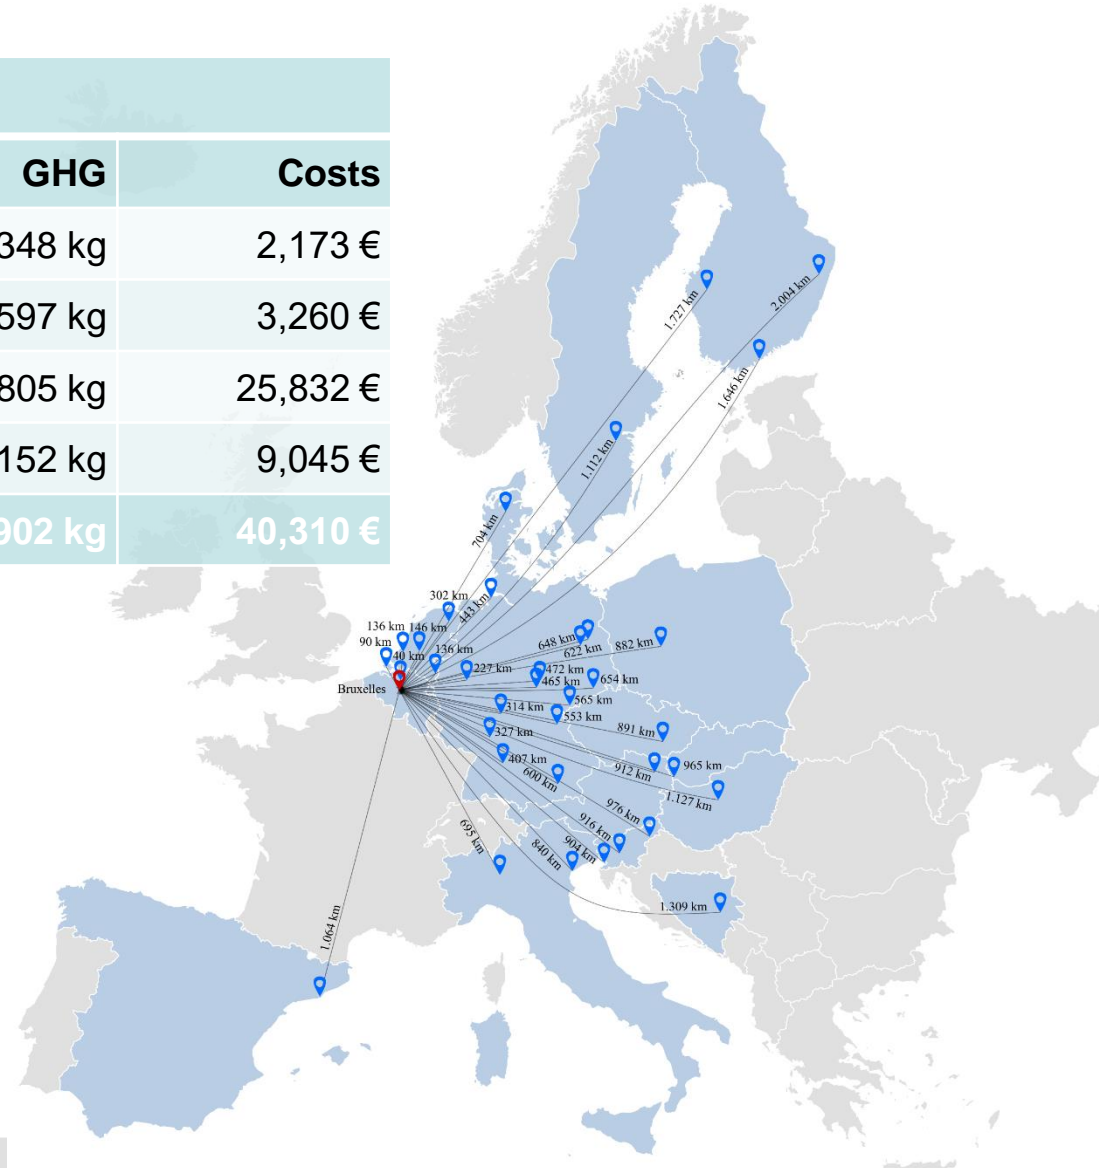 GHG Costs
348 kg 2,173 €
597 kg 3,260 €
805 kg 25,832 €
152 kg 9,045 €
902 kg 40,310 €
2.004 km
1.727 km
1.646 km
1.112 km
704 km
302 km
443 km
136 km 146 km
90 km
40 km
136 km
648 km
622 km
882 km
227 km
472 km
465 km
654 km
Bruxelles
565 km
314 km
553 km
327 km
891 km
407 km
912 km
965 km
600 km
1.127 km
976 km
916 km
695 km
840 km
904 km
1.309 km
1.064 km